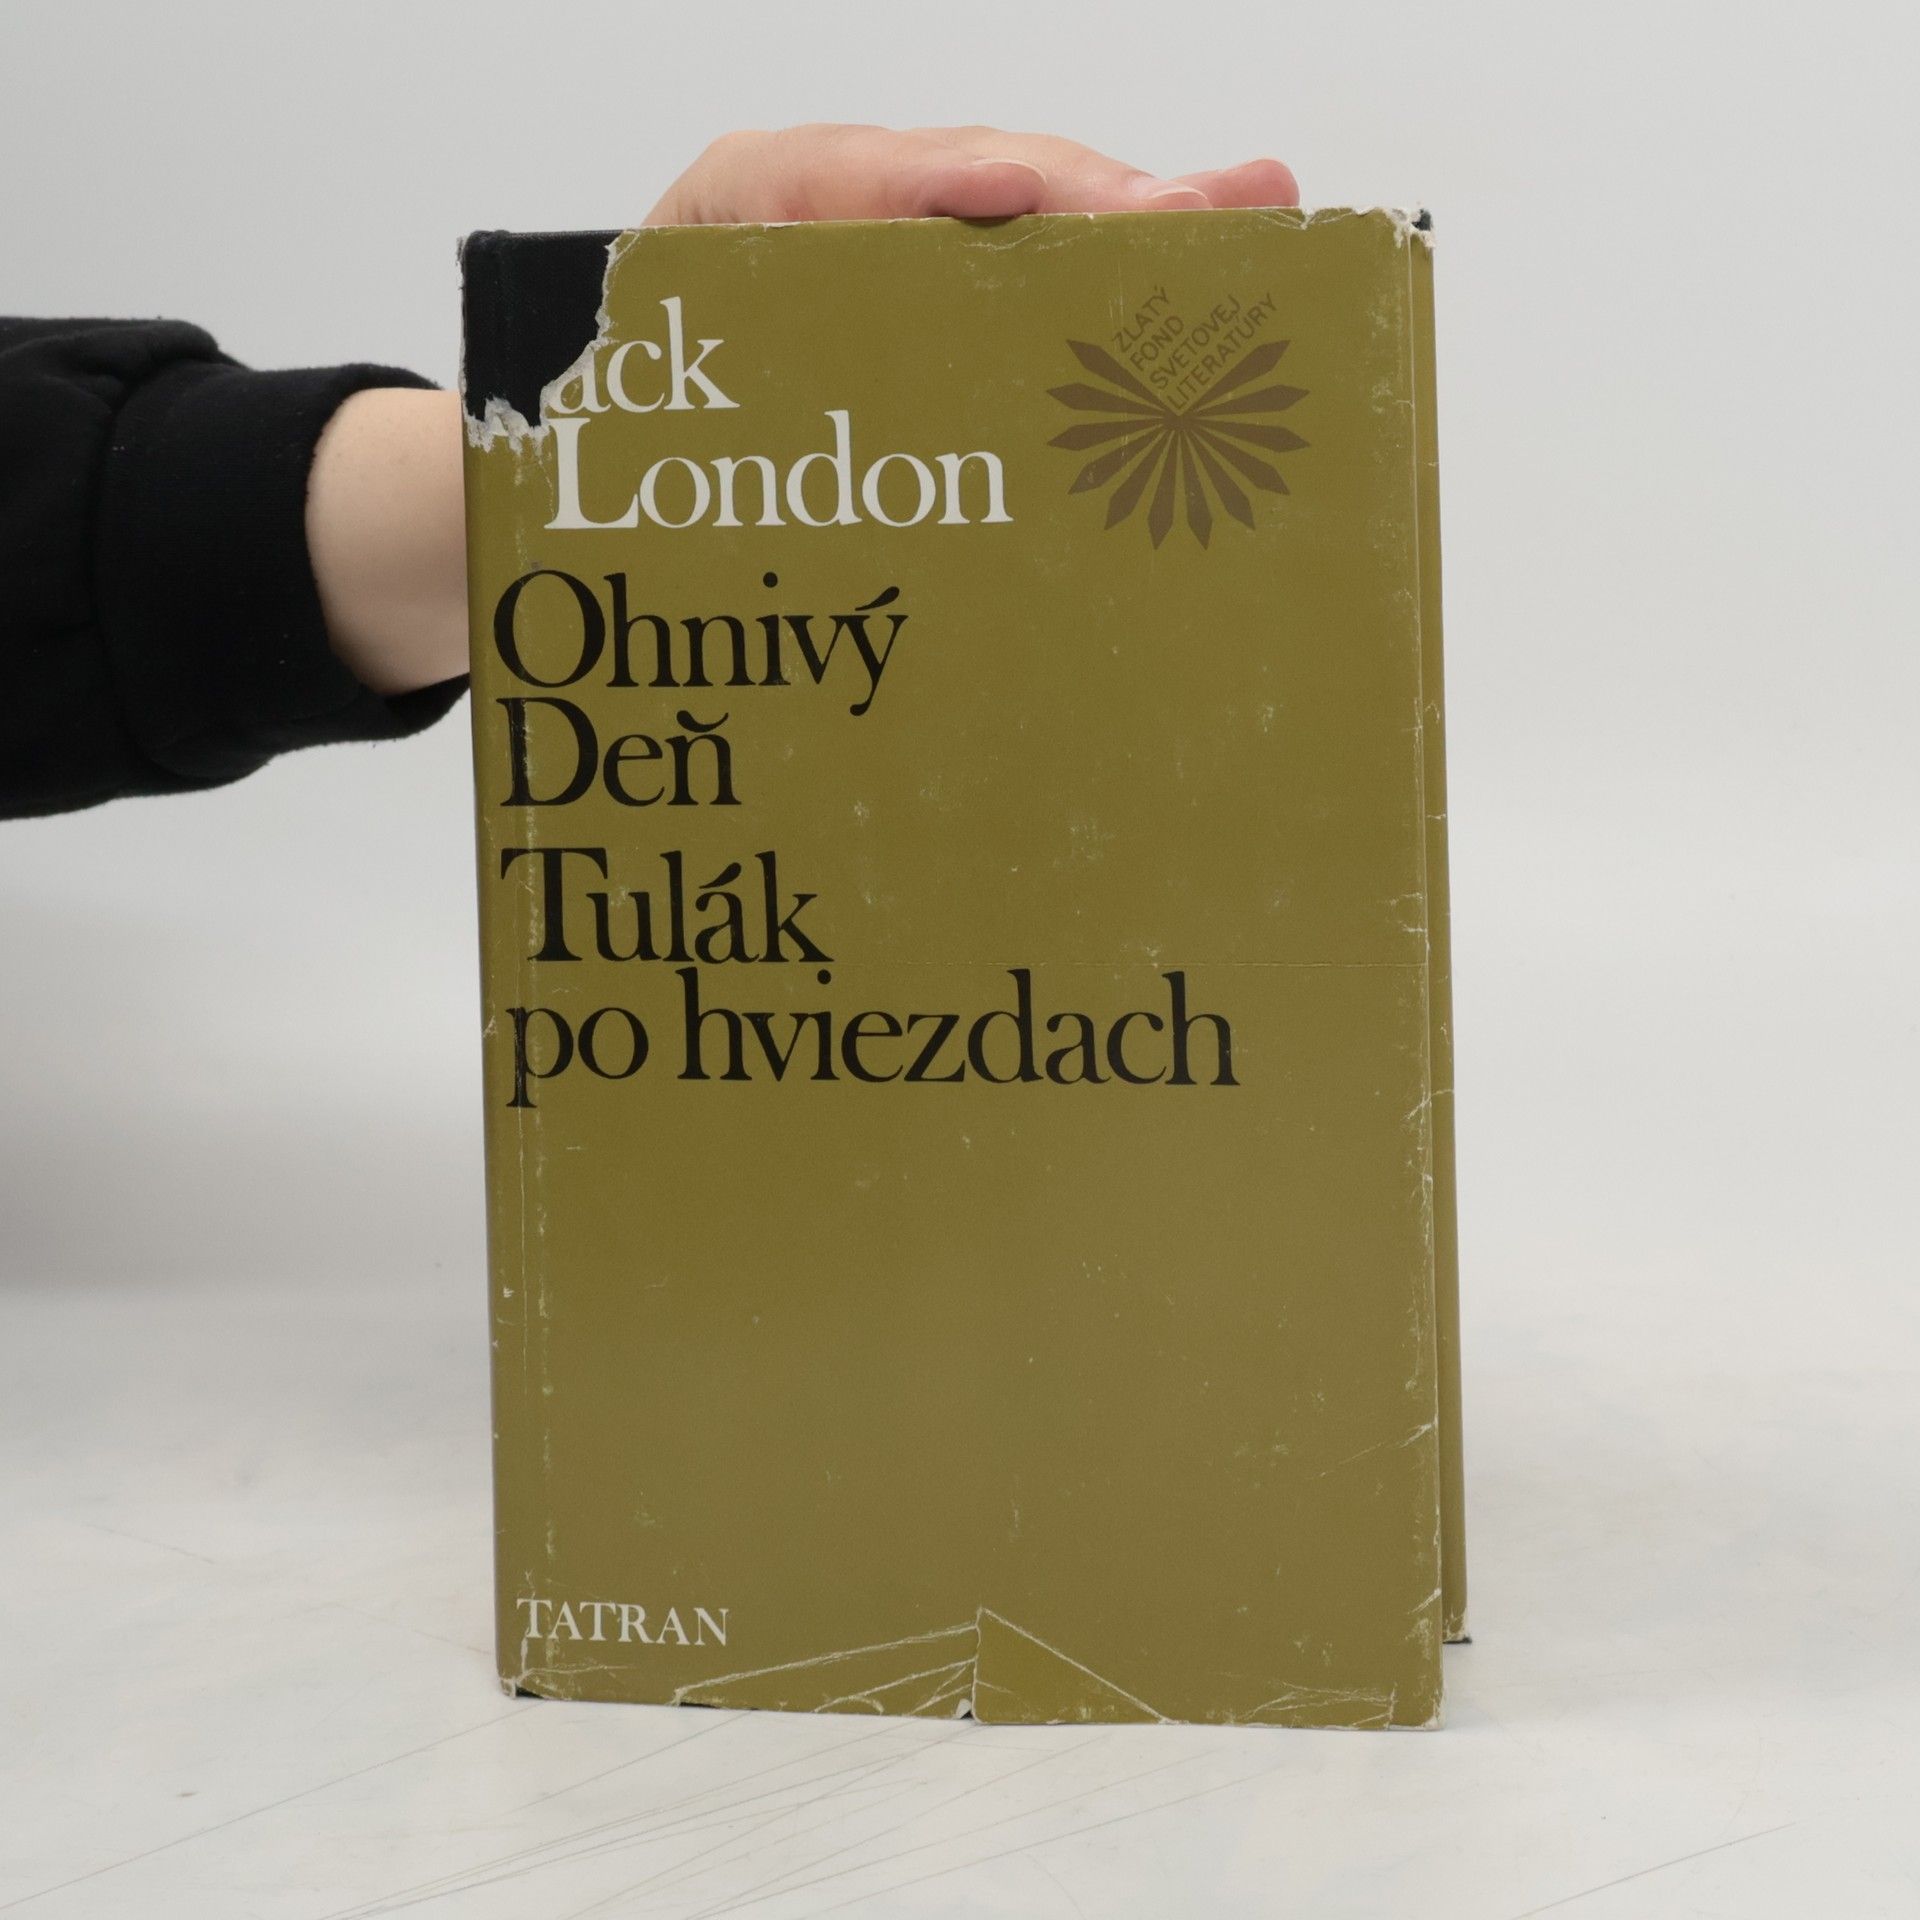 ack
London
ZLATÝ
FOND
SVETOVEJ
LITERATÚRY
Ohnivý
Deň
Tulák
po hviezdach
TATRAN